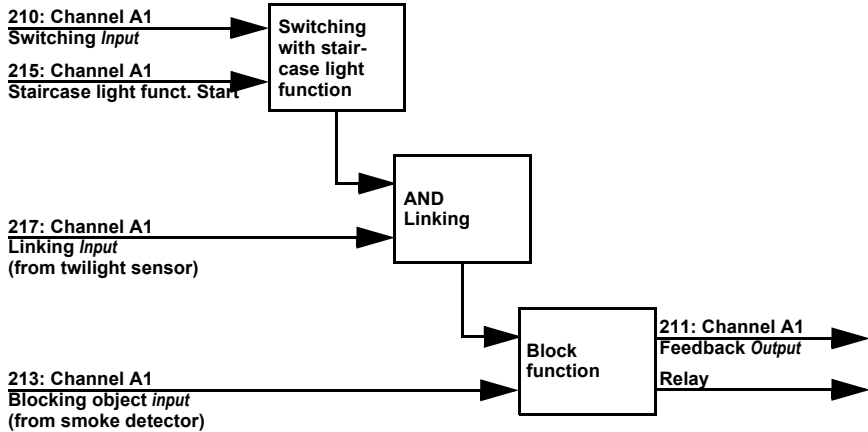 210: Channel A1
Switching Input
215: Channel A1
Staircase light funct. Start
Switching
with stair-
case light
function
217: Channel A1
Linking Input
(from twilight sensor)
AND
Linking
213: Channel A1
Blocking object input
(from smoke detector)
Block
function
211: Channel A1
Feedback Output
Relay